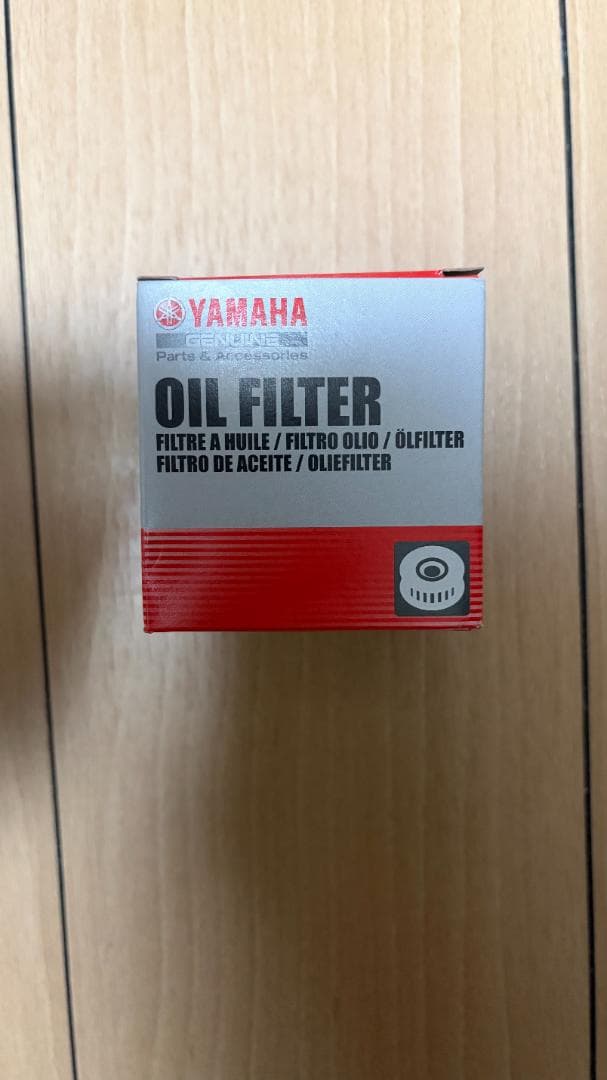 YAMAHA
GENUINE
Parts & Accessories
OIL FILTER
FILTRE A HUILE / FILTRO OLIO / ÖLFILTER
FILTRO DE ACEITE / OLIEFILTER